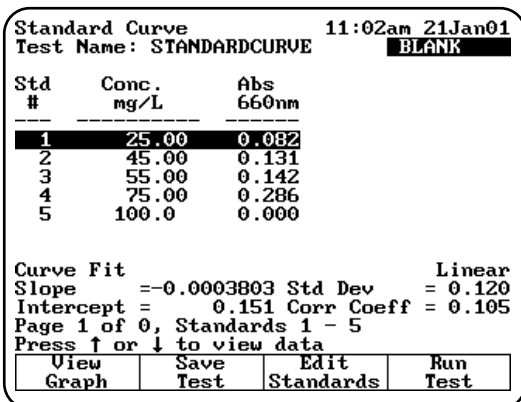 Standard Curve 11:02am 21Jan01
Test Name: STANDARDCURVE BLANK
Std Conc. Abs
# mg/L 660nm
--- ----------- ------
1 25.00 0.082
2 45.00 0.131
3 55.00 0.142
4 75.00 0.286
5 100.0 0.000
Curve Fit Linear
Slope =-0.0003803 Std Dev = 0.120
Intercept = 0.151 Corr Coeff = 0.105
Page 1 of 0, Standards 1 - 5
Press ↑ or ↓ to view data
View Save Edit Run
Graph Test Standards Test